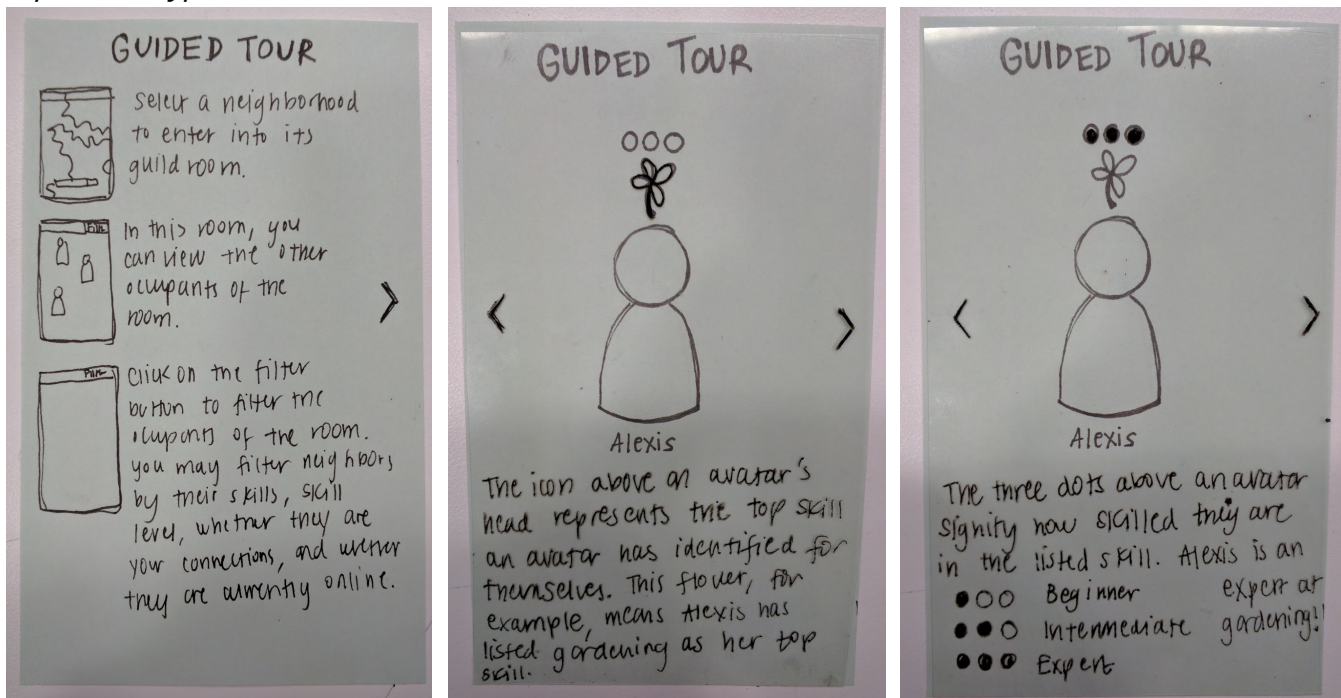 GUIDED TOUR
Select a neighborhood
to enter into its
guild room.
Filter
In this room, you
can view the other
occupants of the
room.
Filter
Click on the filter
button to filter the
occupants of the room.
you may filter neighbors
by their skills, skill
level, whether they are
your connections, and whether
they are currently online.
GUIDED TOUR
Alexis
The icon above an avatar's
head represents the top skill
an avatar has identified for
themselves. This flower, for
example, means Alexis has
listed gardening as her top
skill.
GUIDED TOUR
Alexis
The three dots above an avatar
signify how skilled they are
in the listed skill. Alexis is an
expert at
gardening!!
Beginner
Intermediate
Expert